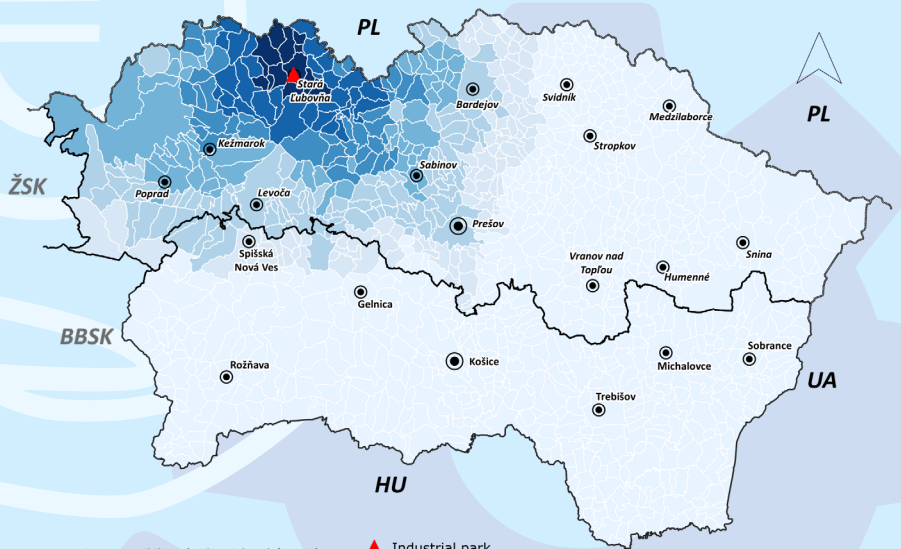 PL
Stará
Ľubovňa
Bardejov
Svidník
Medzilaborce
PL
Stropkov
Kežmarok
Sabinov
ŽSK
Poprad
Levoča
Prešov
Spišská
Nová Ves
Vranov nad
Topľou
Snina
Humenné
Gelnica
BBSK
Rožňava
Košice
Michalovce
Sobrance
UA
Trebišov
HU
Industrial park